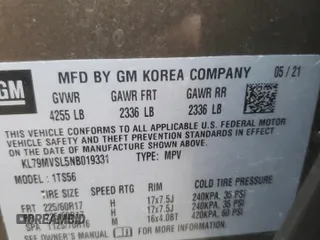 GM
MFD BY GM KOREA COMPANY 05/21
GVWR GAWR FRT GAWR RR
4255 LB 2336 LB 2336 LB
THIS VEHICLE CONFORMS TO ALL APPLICABLE U.S. FEDERAL MOTOR
VEHICLE SAFETY AND THEFT PREVENTION STANDARDS IN EFFECT ON
THE DATE OF MANUFACTURE SHOWN ABOVE.
KL79MVSL5NB019331 TYPE: MPV
MODEL: 1TS56
TIRE SIZE SPEED RTG RIM COLD TIRE PRESSURE
FRT 225/60R17 H 17x7.5J 240KPA, 35 PSI
RR 225/60R17 H 17x7.5J 240KPA, 35 PSI
SPA T125/70R16 M 16x4.0BT 420KPA, 60 PSI
SEE OWNER'S MANUAL FOR MORE